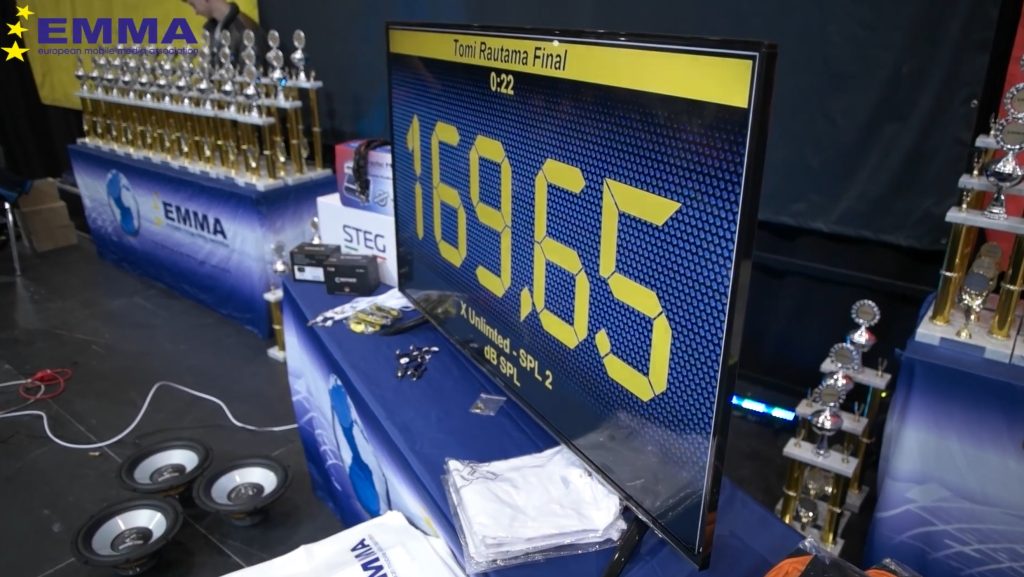 EMMA
european mobile media association
Tomi Rautama Final
0:22
169,65
X Unlimted - SPL 2
dB SPL
EMMA
STEG
EMMA